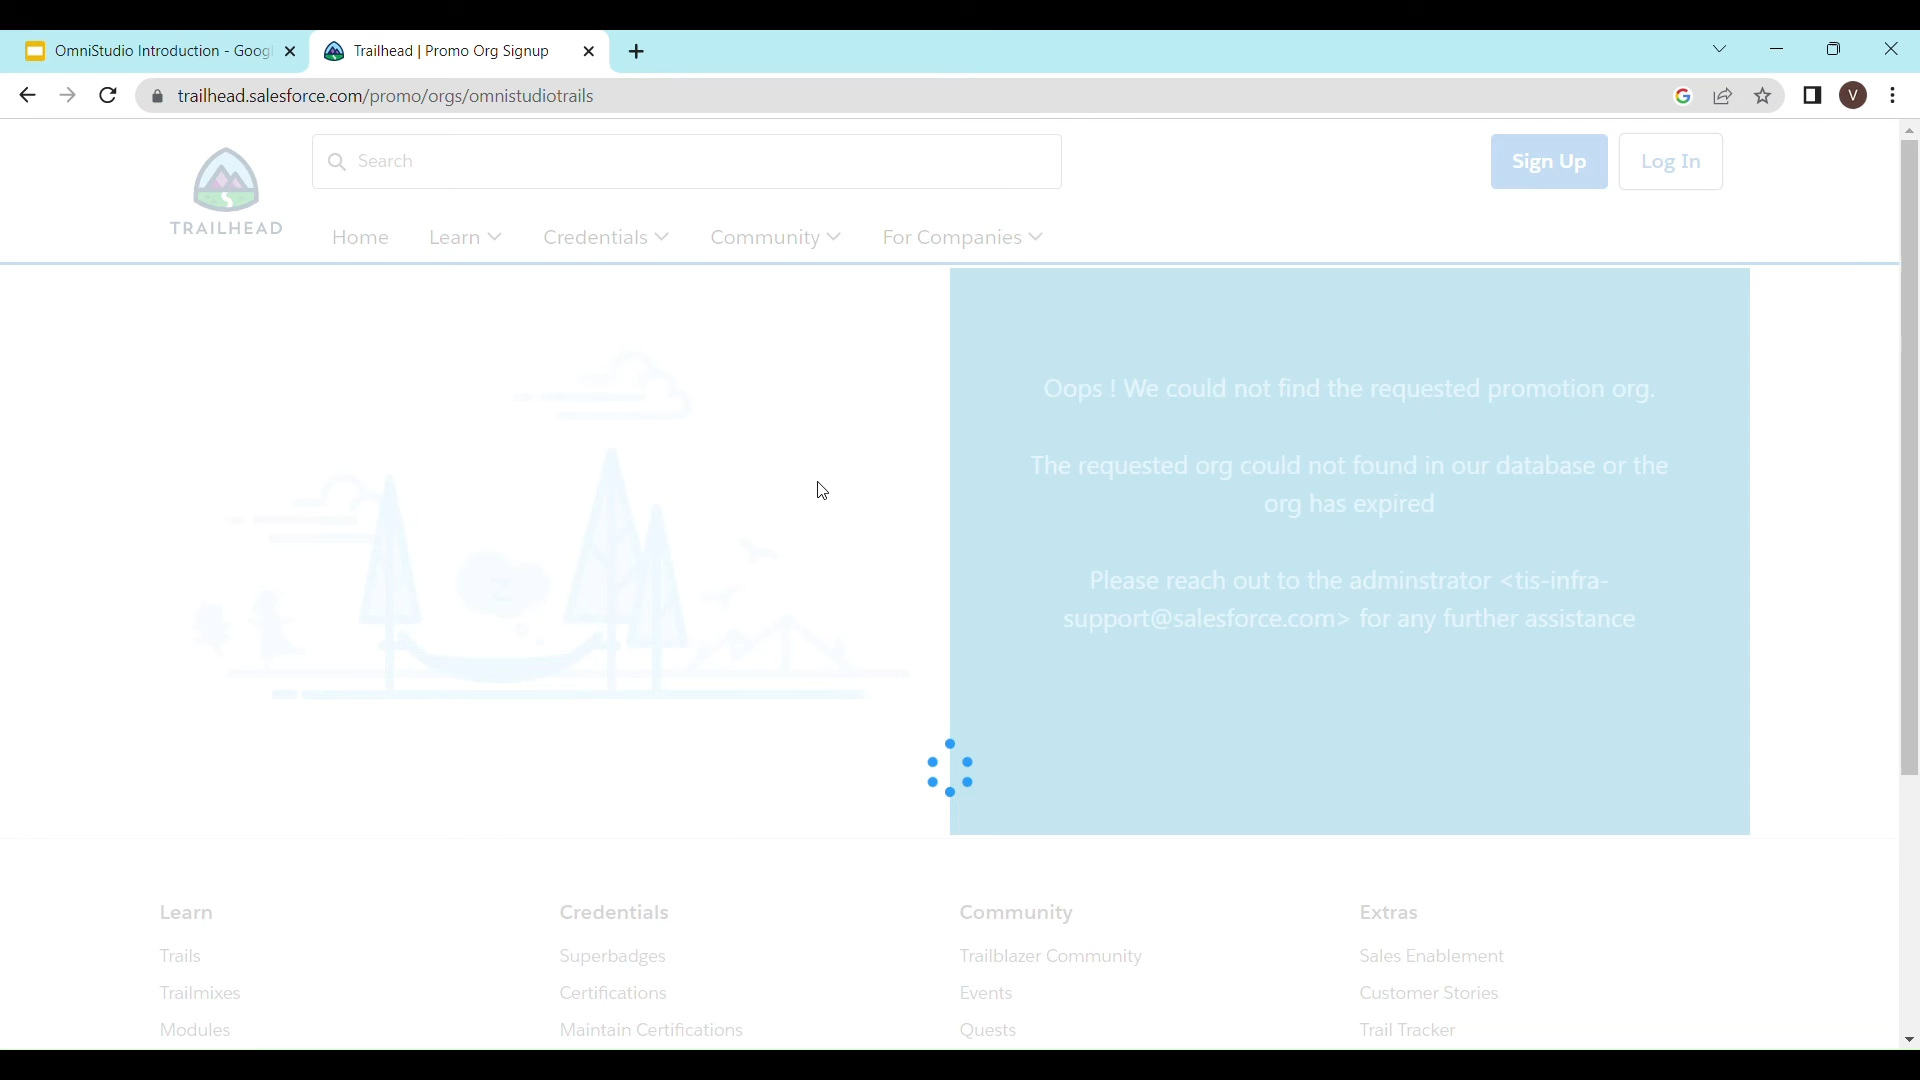 OmniStudio Introduction - Googl
Trailhead | Promo Org Signup
trailhead.salesforce.com/promo/orgs/omnistudiotrails
V
Search
Sign Up
Log In
TRAILHEAD
Home
Learn
Credentials
Community
For Companies
Oops ! We could not find the requested promotion org.
The requested org could not found in our database or the
org has expired
Please reach out to the adminstrator <tis-infra-
support@salesforce.com> for any further assistance
Z
Learn
Credentials
Community
Extras
Trails
Superbadges
Trailblazer Community
Sales Enablement
Trailmixes
Certifications
Events
Customer Stories
Modules
Maintain Certifications
Quests
Trail Tracker